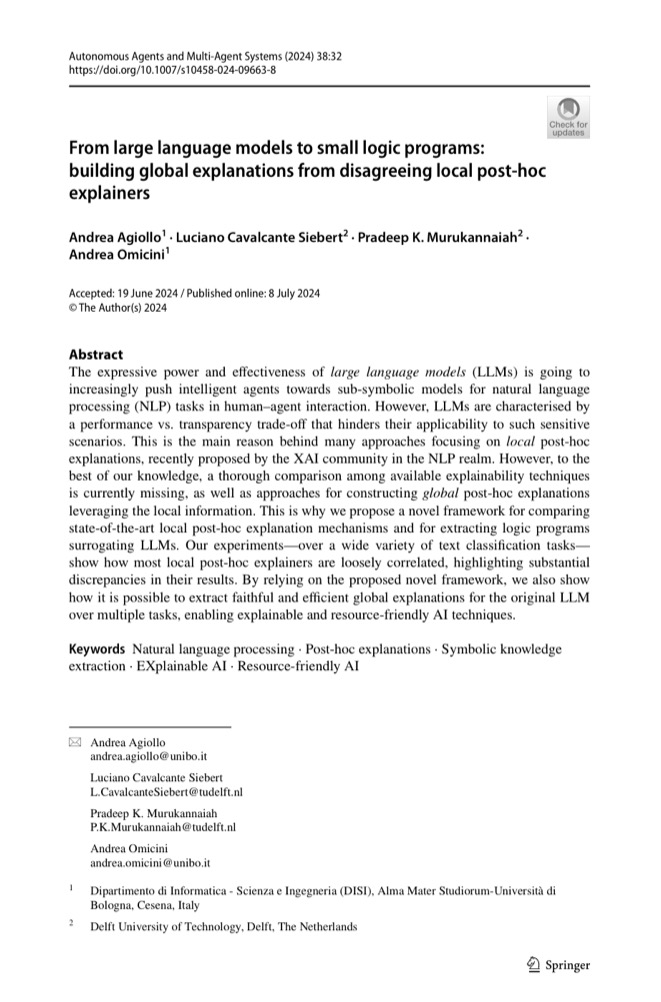 Autonomous Agents and Multi-Agent Systems (2024) 38:32
https://doi.org/10.1007/s10458-024-09663-8
Check for
updates
From large language models to small logic programs:
building global explanations from disagreeing local post-hoc
explainers
Andrea Agiollo¹ · Luciano Cavalcante Siebert² · Pradeep K. Murukannaiah² ·
Andrea Omicini¹
Accepted: 19 June 2024 / Published online: 8 July 2024
© The Author(s) 2024
Abstract
The expressive power and effectiveness of large language models (LLMs) is going to
increasingly push intelligent agents towards sub-symbolic models for natural language
processing (NLP) tasks in human–agent interaction. However, LLMs are characterised by
a performance vs. transparency trade-off that hinders their applicability to such sensitive
scenarios. This is the main reason behind many approaches focusing on local post-hoc
explanations, recently proposed by the XAI community in the NLP realm. However, to the
best of our knowledge, a thorough comparison among available explainability techniques
is currently missing, as well as approaches for constructing global post-hoc explanations
leveraging the local information. This is why we propose a novel framework for comparing
state-of-the-art local post-hoc explanation mechanisms and for extracting logic programs
surrogating LLMs. Our experiments—over a wide variety of text classification tasks—
show how most local post-hoc explainers are loosely correlated, highlighting substantial
discrepancies in their results. By relying on the proposed novel framework, we also show
how it is possible to extract faithful and efficient global explanations for the original LLM
over multiple tasks, enabling explainable and resource-friendly AI techniques.
Keywords Natural language processing · Post-hoc explanations · Symbolic knowledge
extraction · EXplainable AI · Resource-friendly AI
Andrea Agiollo
andrea.agiollo@unibo.it
Luciano Cavalcante Siebert
L.CavalcanteSiebert@tudelft.nl
Pradeep K. Murukannaiah
P.K.Murukannaiah@tudelft.nl
Andrea Omicini
andrea.omicini@unibo.it
1 Dipartimento di Informatica - Scienza e Ingegneria (DISI), Alma Mater Studiorum-Università di
Bologna, Cesena, Italy
2 Delft University of Technology, Delft, The Netherlands
Springer